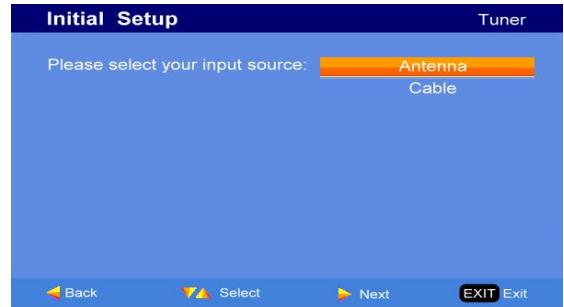 Initial Setup Tuner
Please select your input source: Antenna
Cable
Back Select Next EXIT Exit